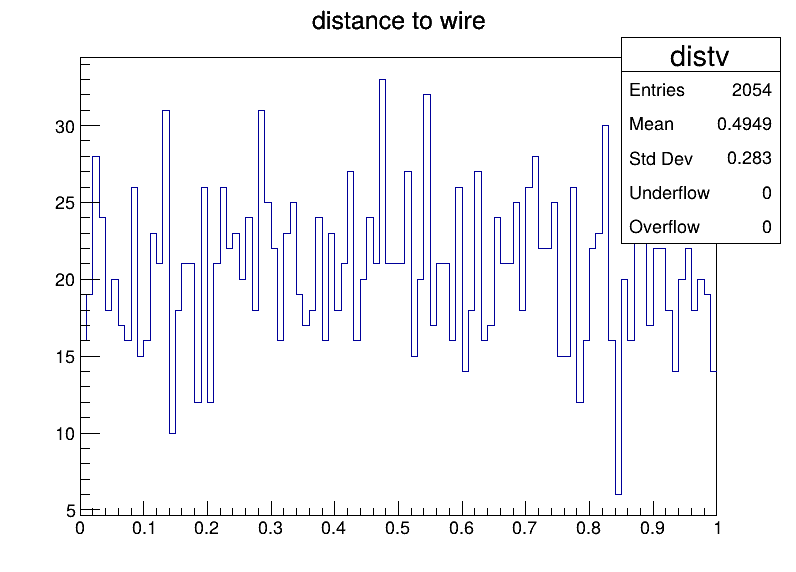 distance to wire
distv
Entries 2054
Mean 0.4949
Std Dev 0.283
Underflow 0
Overflow 0
30
25
20
15
10
5
0 0.1 0.2 0.3 0.4 0.5 0.6 0.7 0.8 0.9 1